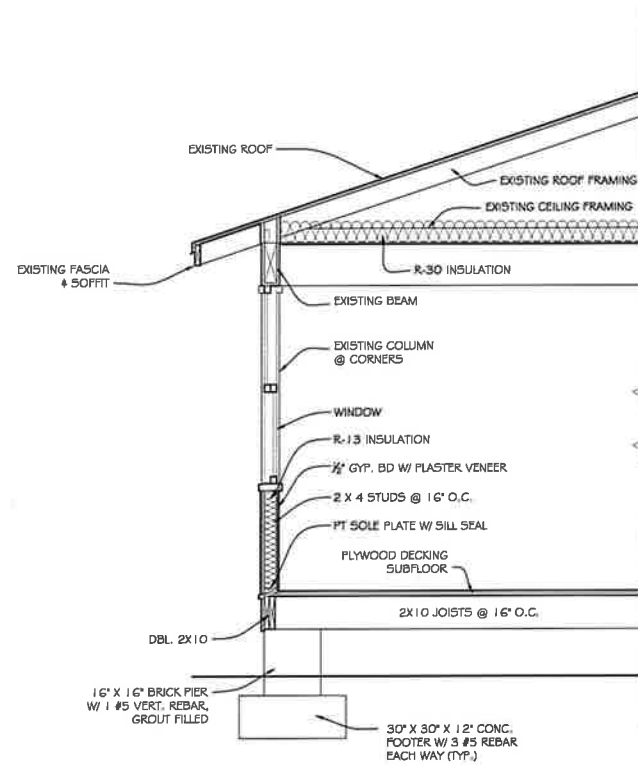 EXISTING ROOF
EXISTING ROOF FRAMING
EXISTING CEILING FRAMING
EXISTING FASCIA
& SOFFIT
R-30 INSULATION
EXISTING BEAM
EXISTING COLUMN
@ CORNERS
WINDOW
R-13 INSULATION
½" GYP. BD W/ PLASTER VENEER
2 X 4 STUDS @ 16" O.C.
PT SOLE PLATE W/ SILL SEAL
PLYWOOD DECKING
SUBFLOOR
2X10 JOISTS @ 16" O.C.
DBL. 2X10
16" X 16" BRICK PIER
W/ 1 #5 VERT. REBAR,
GROUT FILLED
30" X 30" X 12" CONC.
FOOTER W/ 3 #5 REBAR
EACH WAY (TYP.)